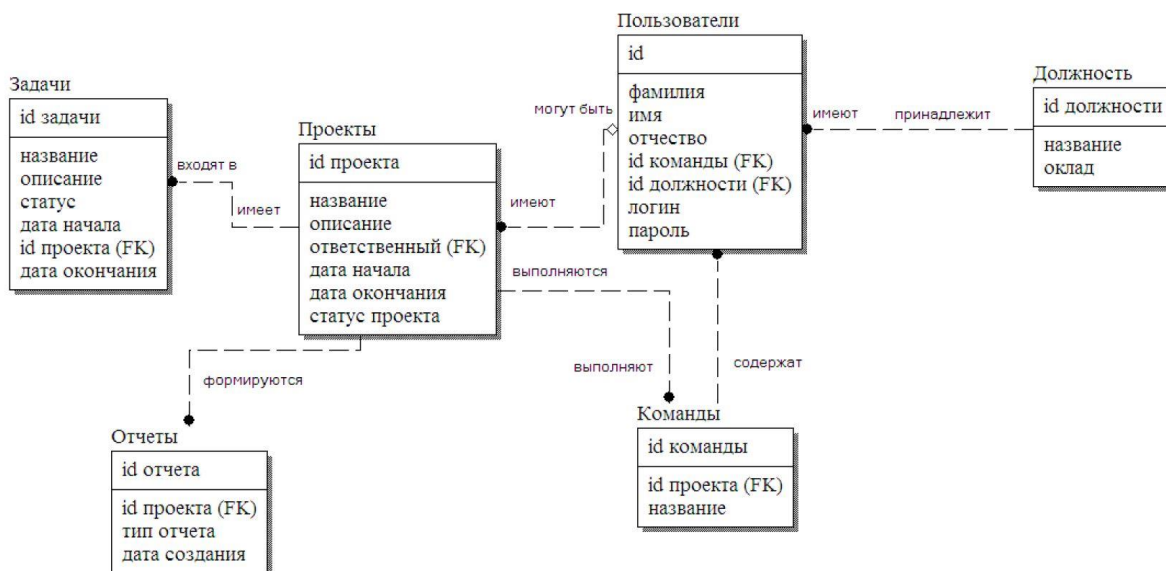 Задачи
id задачи
название
описание
статус
дата начала
id проекта (FK)
дата окончания
входят в
имеет
Проекты
id проекта
название
описание
ответственный (FK)
дата начала
дата окончания
статус проекта
могут быть
имеют
Пользователи
id
фамилия
имя
отчество
id команды (FK)
id должности (FK)
логин
пароль
имеют
принадлежит
Должность
id должности
название
оклад
выполняются
выполняют
содержат
формируются
Отчеты
id отчета
id проекта (FK)
тип отчета
дата создания
Команды
id команды
id проекта (FK)
название